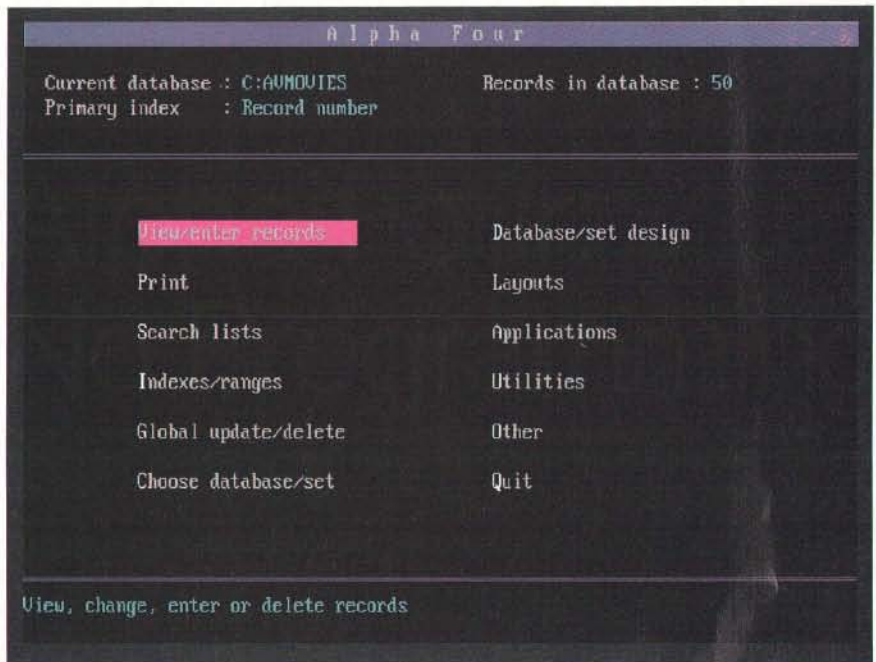 Alpha Four
Current database : C:AVMOVIES Records in database : 50
Primary index : Record number
View/enter records Database/set design
Print Layouts
Search lists Applications
Indexes/ranges Utilities
Global update/delete Other
Choose database/set Quit
View, change, enter or delete records